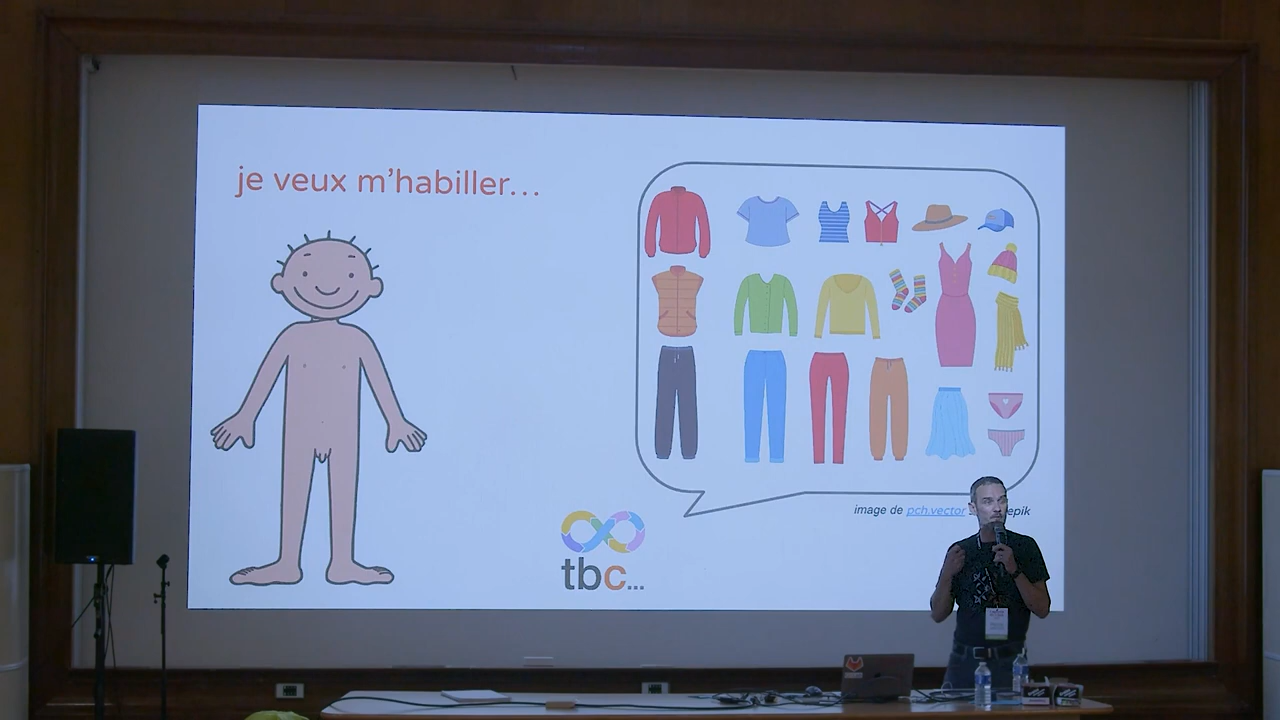 je veux m'habiller...
image de pch.vector
epik
tbc...